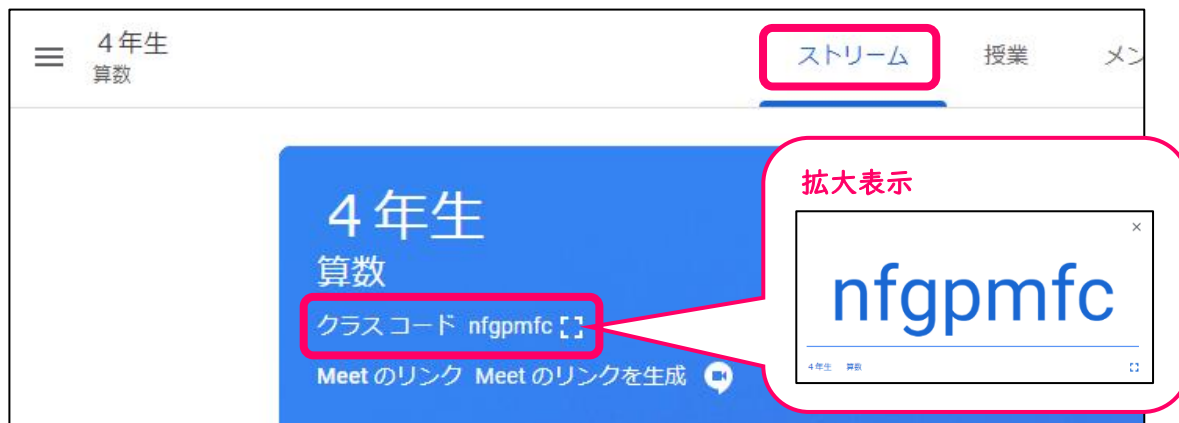 ４年生
算数
ストリーム
授業
メン
４年生
算数
クラス コード nfgpmfc
Meet のリンク Meet のリンクを生成
拡大表示
×
nfgpmfc
４年生 算数